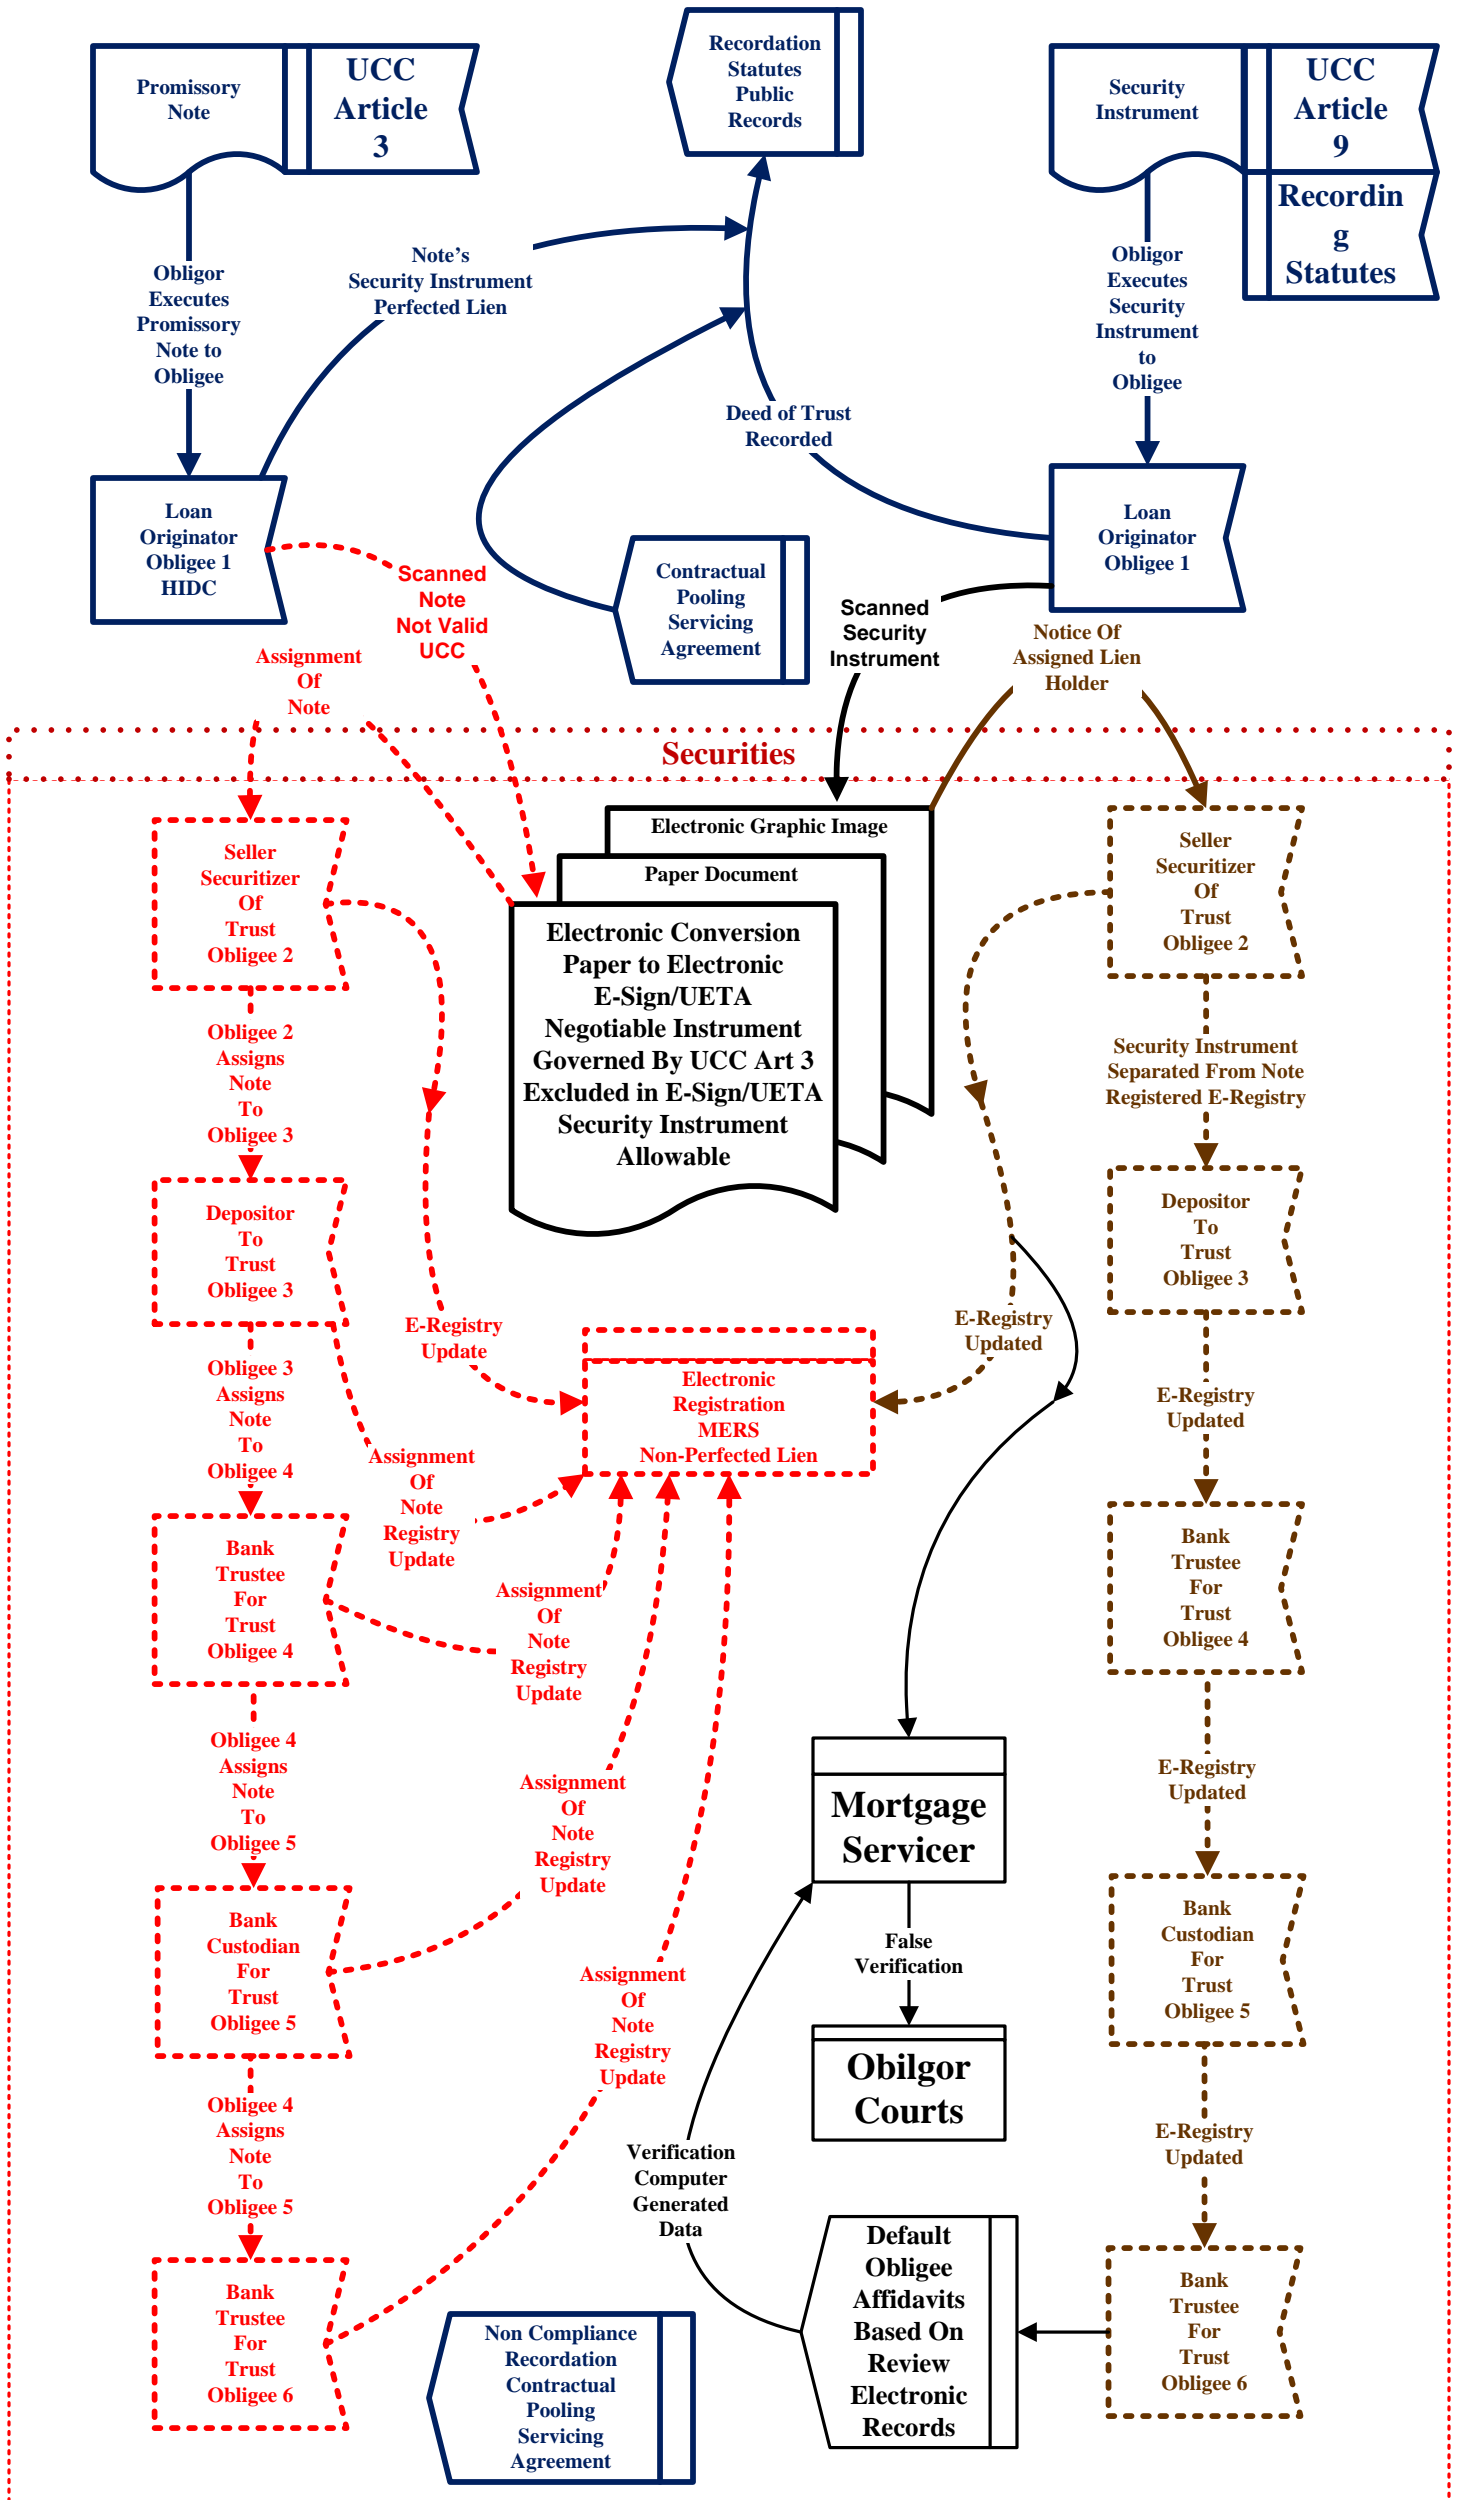 Promissory
Note
UCC
Article
3
Recordation
Statutes
Public
Records
Security
Instrument
UCC
Article
9
Recordin
g
Statutes
Obligor
Executes
Promissory
Note to
Obligee
Note's
Security Instrument
Perfected Lien
Obligor
Executes
Security
Instrument
to
Obligee
Deed of Trust
Recorded
Loan
Originator
Obligee 1
HIDC
Loan
Originator
Obligee 1
Contractual
Pooling
Servicing
Agreement
Scanned
Note
Not Valid
UCC
Scanned
Security
Instrument
Notice Of
Assigned Lien
Holder
Assignment
Of
Note
Securities
Seller
Securitizer
Of
Trust
Obligee 2
Electronic Graphic Image
Paper Document
Electronic Conversion
Paper to Electronic
E-Sign/UETA
Negotiable Instrument
Governed By UCC Art 3
Excluded in E-Sign/UETA
Security Instrument
Allowable
Seller
Securitizer
Of
Trust
Obligee 2
Obligee 2
Assigns
Note
To
Obligee 3
Security Instrument
Separated From Note
Registered E-Registry
Depositor
To
Trust
Obligee 3
Depositor
To
Trust
Obligee 3
E-Registry
Update
E-Registry
Updated
Electronic
Registration
MERS
Non-Perfected Lien
Obligee 3
Assigns
Note
To
Obligee 4
E-Registry
Updated
Assignment
Of
Note
Registry
Update
Bank
Trustee
For
Trust
Obligee 4
Bank
Trustee
For
Trust
Obligee 4
Assignment
Of
Note
Registry
Update
Obligee 4
Assigns
Note
To
Obligee 5
Assignment
Of
Note
Registry
Update
Mortgage
Servicer
E-Registry
Updated
Bank
Custodian
For
Trust
Obligee 5
Bank
Custodian
For
Trust
Obligee 5
False
Verification
Assignment
Of
Note
Registry
Update
Obilgor
Courts
Obligee 4
Assigns
Note
To
Obligee 5
E-Registry
Updated
Verification
Computer
Generated
Data
Default
Obligee
Affidavits
Based On
Review
Electronic
Records
Bank
Trustee
For
Trust
Obligee 6
Bank
Trustee
For
Trust
Obligee 6
Non Compliance
Recordation
Contractual
Pooling
Servicing
Agreement